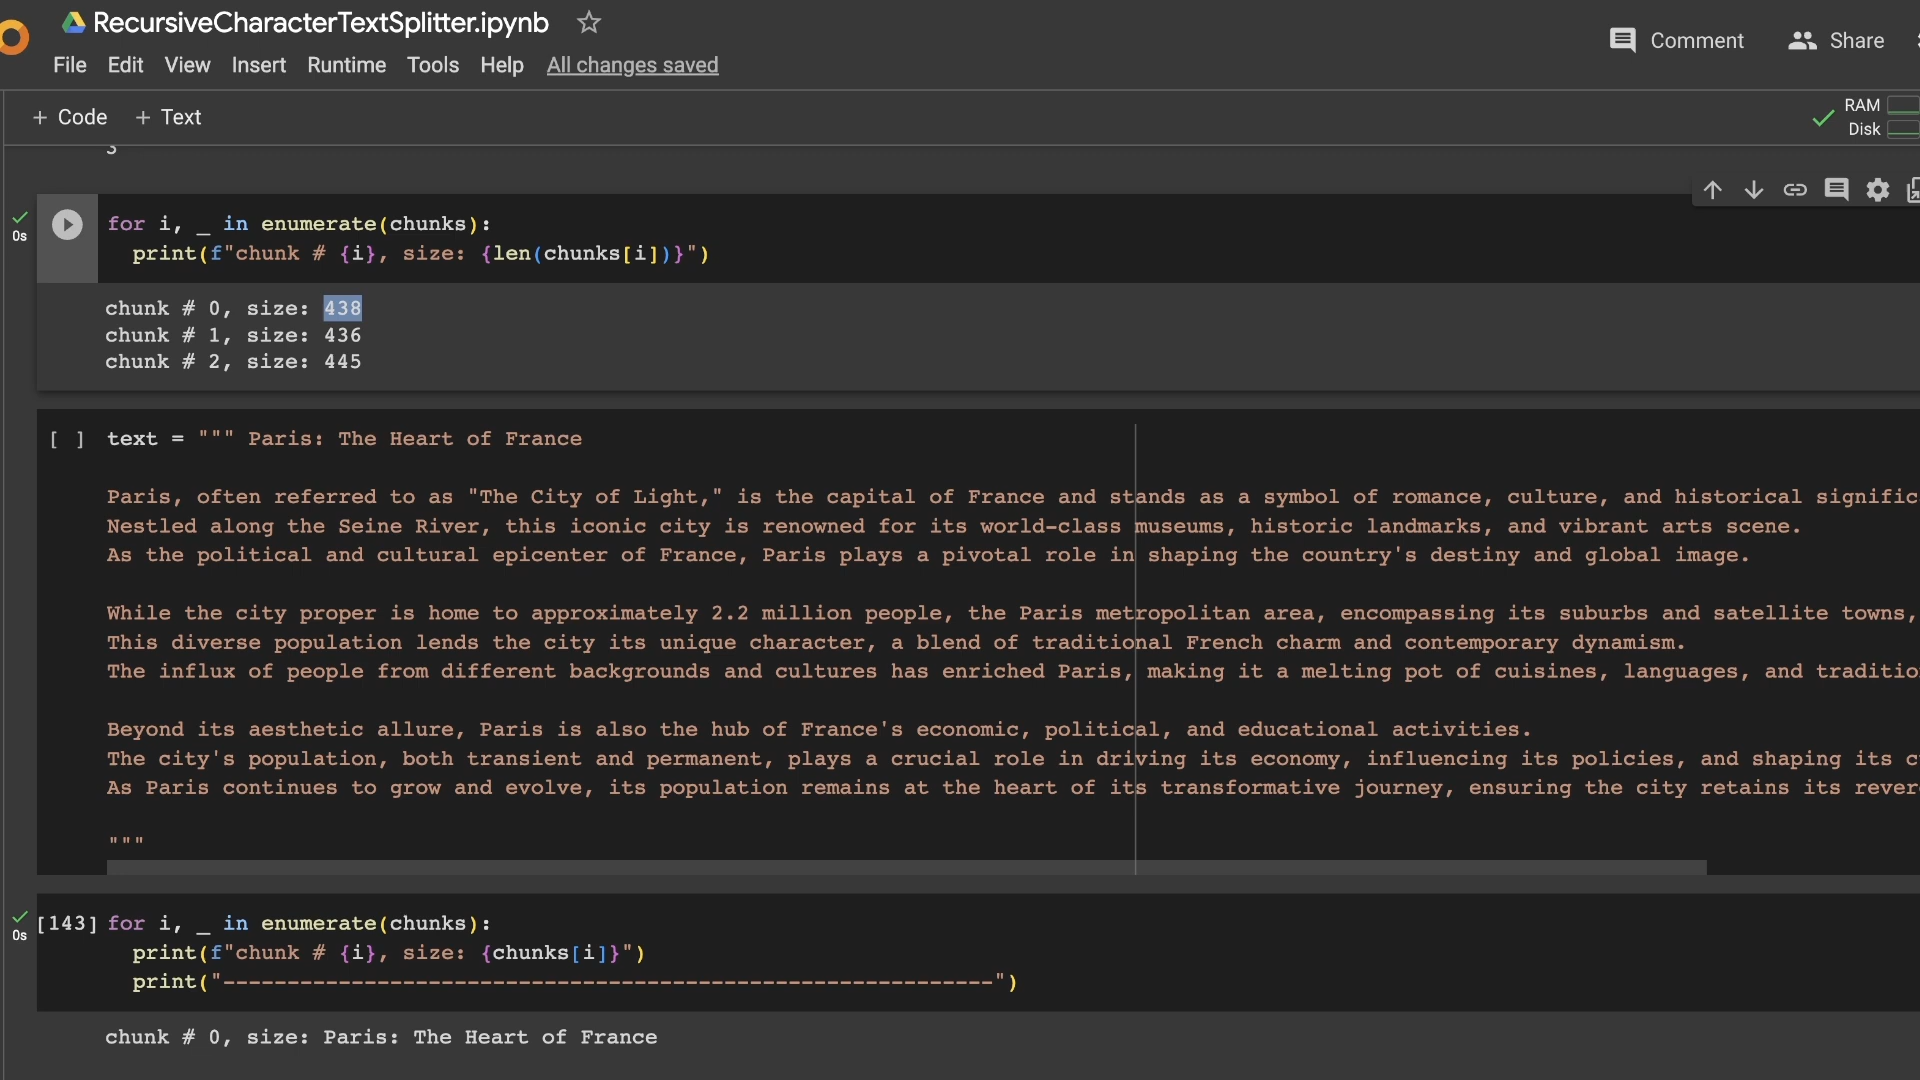 RecursiveCharacterTextSplitter.ipynb
File Edit View Insert Runtime Tools Help All changes saved
Comment Share
+ Code + Text
RAM
Disk
3
0s
for i, _ in enumerate(chunks):
print(f"chunk # {i}, size: {len(chunks[i])}")
chunk # 0, size: 438
chunk # 1, size: 436
chunk # 2, size: 445
[ ] text = """ Paris: The Heart of France
Paris, often referred to as "The City of Light," is the capital of France and stands as a symbol of romance, culture, and historical signific
Nestled along the Seine River, this iconic city is renowned for its world-class museums, historic landmarks, and vibrant arts scene.
As the political and cultural epicenter of France, Paris plays a pivotal role in shaping the country's destiny and global image.
While the city proper is home to approximately 2.2 million people, the Paris metropolitan area, encompassing its suburbs and satellite towns,
This diverse population lends the city its unique character, a blend of traditional French charm and contemporary dynamism.
The influx of people from different backgrounds and cultures has enriched Paris, making it a melting pot of cuisines, languages, and traditio
Beyond its aesthetic allure, Paris is also the hub of France's economic, political, and educational activities.
The city's population, both transient and permanent, plays a crucial role in driving its economy, influencing its policies, and shaping its c
As Paris continues to grow and evolve, its population remains at the heart of its transformative journey, ensuring the city retains its rever
"""
0s
[143] for i, _ in enumerate(chunks):
print(f"chunk # {i}, size: {chunks[i]}")
print("------------------------------------------------------------")
chunk # 0, size: Paris: The Heart of France